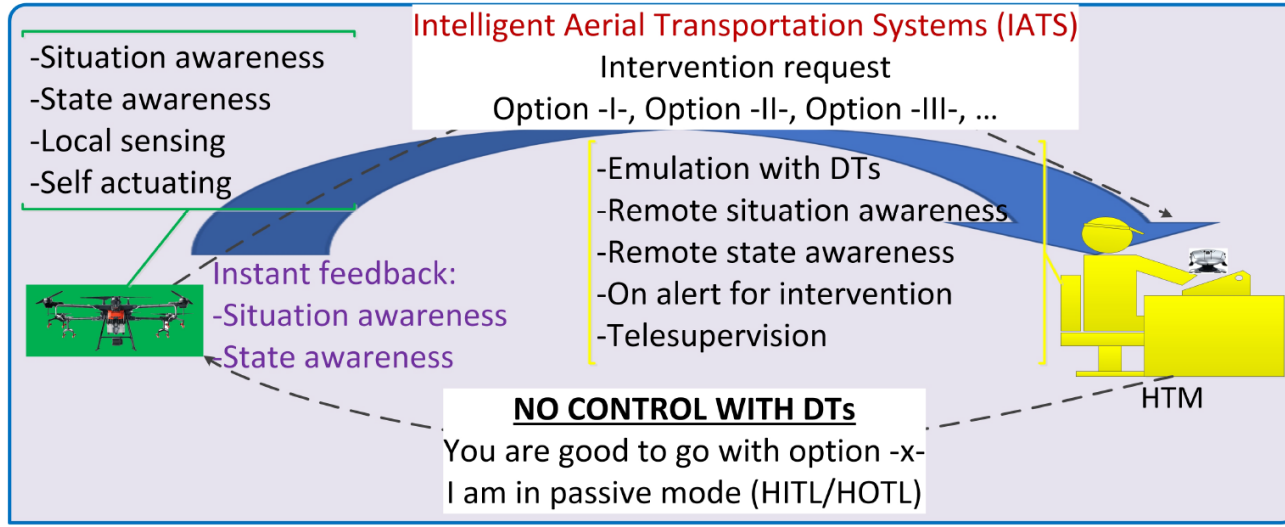 Intelligent Aerial Transportation Systems (IATS)
Intervention request
Option -I-, Option -II-, Option -III-, ...
-Situation awareness
-State awareness
-Local sensing
-Self actuating
Instant feedback:
-Situation awareness
-State awareness
-Emulation with DTs
-Remote situation awareness
-Remote state awareness
-On alert for intervention
-Telesupervision
HTM
NO CONTROL WITH DTs
You are good to go with option -x-
I am in passive mode (HITL/HOTL)